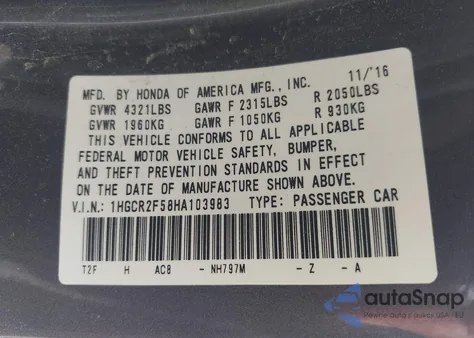 MFD. BY HONDA OF AMERICA MFG., INC. 11/'16
GVWR 4321LBS GAWR F 2315LBS R 2050LBS
GVWR 1960KG GAWR F 1050KG R 930KG
THIS VEHICLE CONFORMS TO ALL APPLICABLE
FEDERAL MOTOR VEHICLE SAFETY, BUMPER,
AND THEFT PREVENTION STANDARDS IN EFFECT
ON THE DATE OF MANUFACTURE SHOWN ABOVE.
V.I.N.: 1HGCR2F58HA103983 TYPE: PASSENGER CAR
T2F H AC8 - NH797M - Z - A
autoSnap